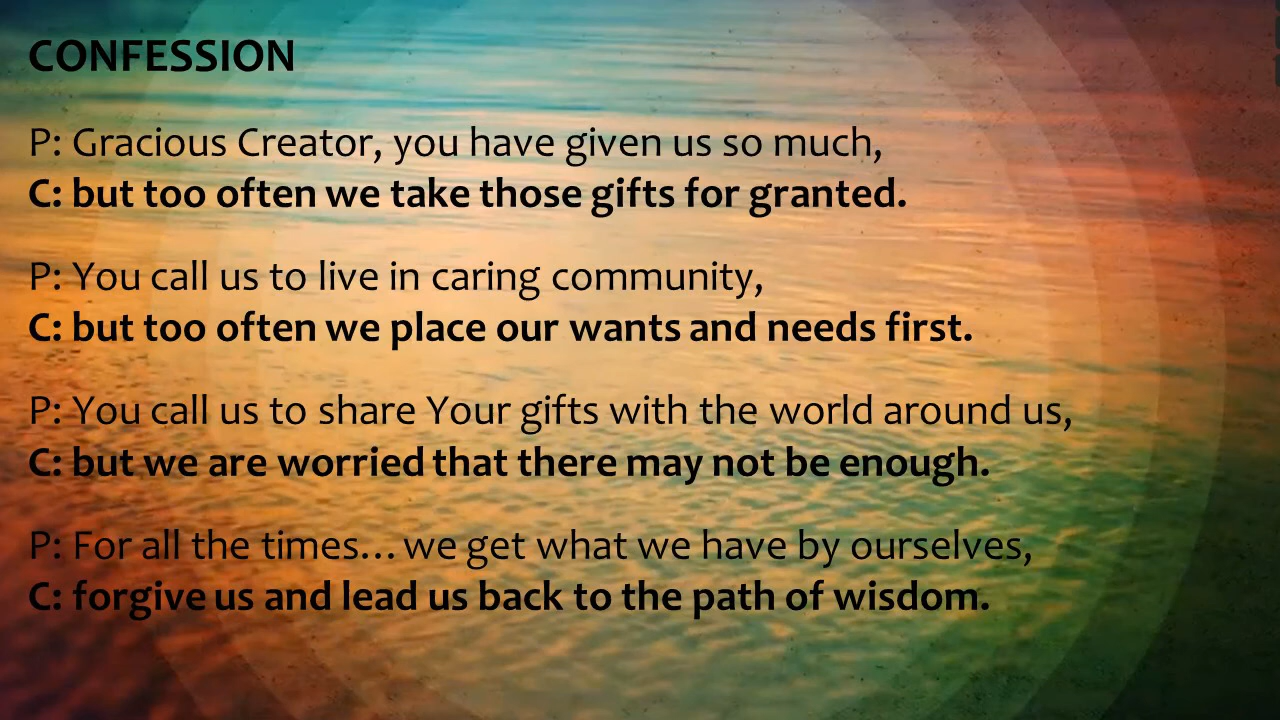 CONFESSION
P: Gracious Creator, you have given us so much,
C: but too often we take those gifts for granted.
P: You call us to live in caring community,
C: but too often we place our wants and needs first.
P: You call us to share Your gifts with the world around us,
C: but we are worried that there may not be enough.
P: For all the times… we get what we have by ourselves,
C: forgive us and lead us back to the path of wisdom.